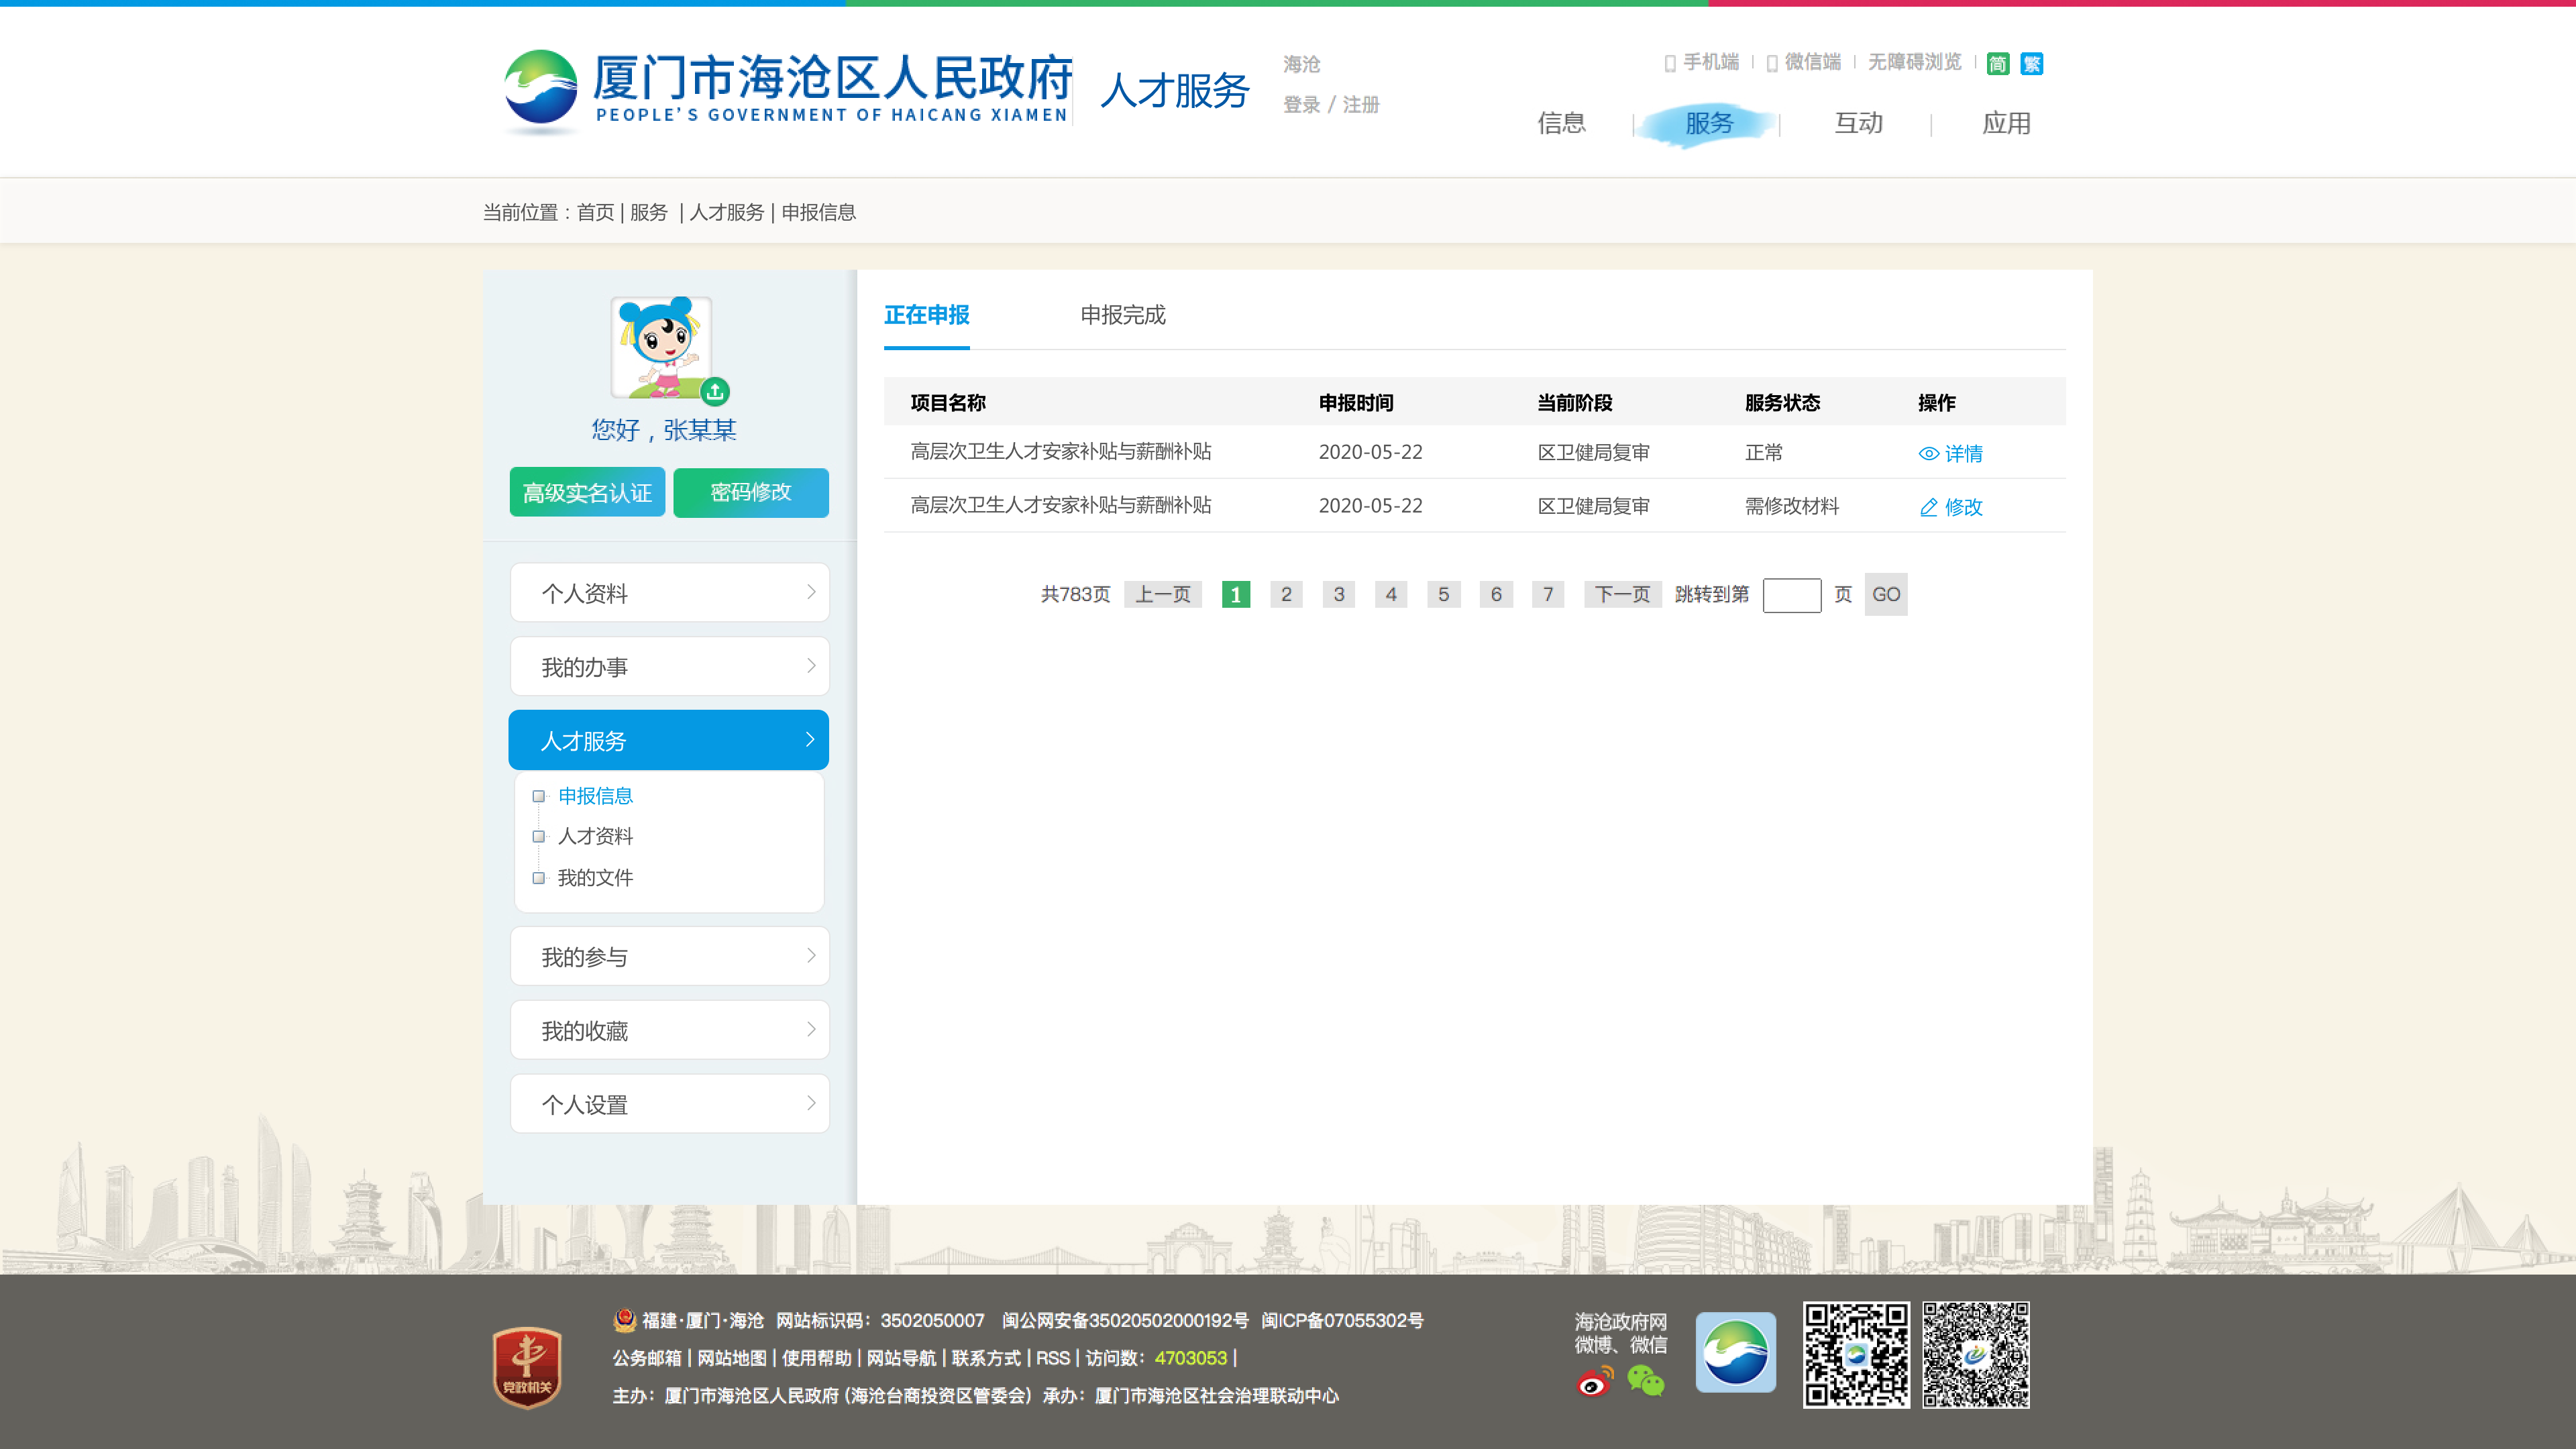 厦门市海沧区人民政府
PEOPLE'S GOVERNMENT OF HAICANG XIAMEN
人才服务
海沧
登录 / 注册
手机端 | 微信端 | 无障碍浏览 | 简 繁
信息 | 服务 | 互动 | 应用
当前位置：首页 | 服务 | 人才服务 | 申报信息
您好，张某某
高级实名认证 密码修改
个人资料
我的办事
人才服务
申报信息
人才资料
我的文件
我的参与
我的收藏
个人设置
正在申报 申报完成
项目名称 申报时间 当前阶段 服务状态 操作
高层次卫生人才安家补贴与薪酬补贴 2020-05-22 区卫健局复审 正常 详情
高层次卫生人才安家补贴与薪酬补贴 2020-05-22 区卫健局复审 需修改材料 修改
共783页 上一页 1 2 3 4 5 6 7 下一页 跳转到第 页 GO
党政机关
福建·厦门·海沧 网站标识码：3502050007 闽公网安备35020502000192号 闽ICP备07055302号
公务邮箱 | 网站地图 | 使用帮助 | 网站导航 | 联系方式 | RSS | 访问数：4703053 |
主办：厦门市海沧区人民政府 (海沧台商投资区管委会) 承办：厦门市海沧区社会治理联动中心
海沧政府网
微博、微信